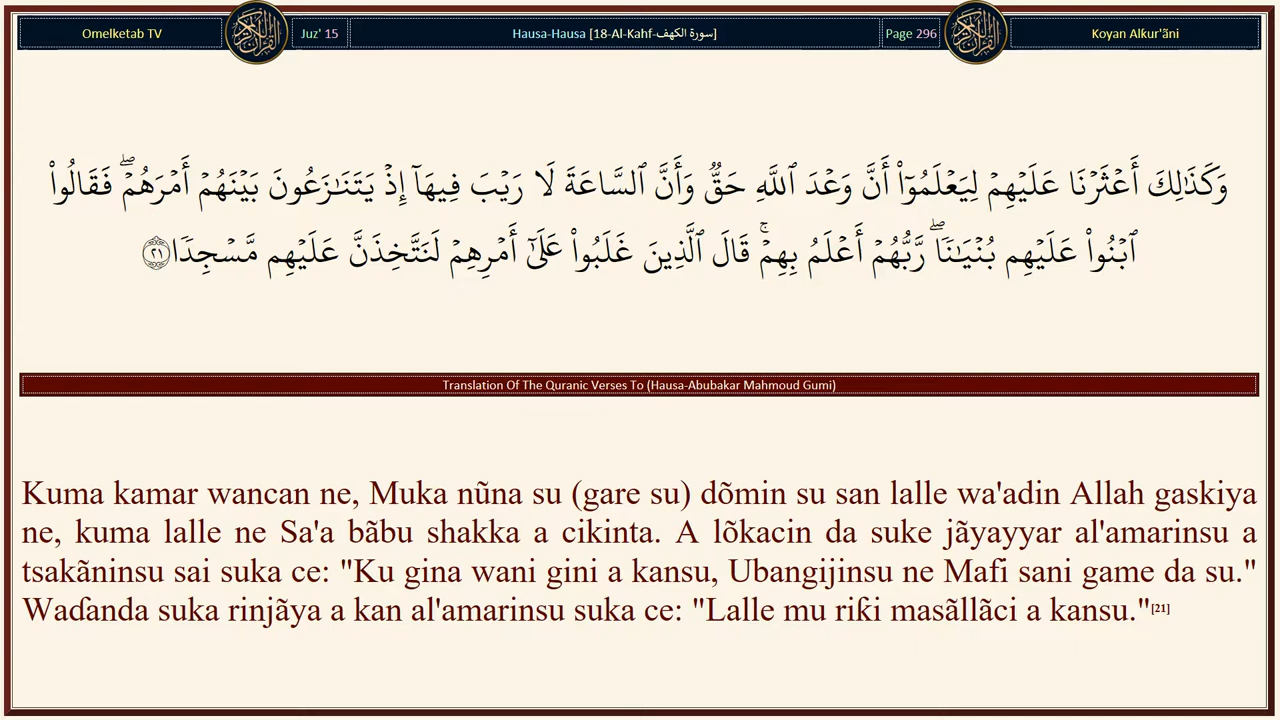 Omelketab TV
Juz' 15
Hausa-Hausa [18-Al-Kahf-سورة الكهف]
Page 296
Koyan Alƙur'ãni
وَكَذَٰلِكَ أَعۡثَرۡنَا عَلَيۡهِمۡ لِيَعۡلَمُوٓاْ أَنَّ وَعۡدَ ٱللَّهِ حَقّٞ وَأَنَّ ٱلسَّاعَةَ لَا رَيۡبَ فِيهَآ إِذۡ يَتَنَٰزَعُونَ بَيۡنَهُمۡ أَمۡرَهُمۡۖ فَقَالُواْ
ٱبۡنُواْ عَلَيۡهِم بُنۡيَٰنٗاۖ رَّبُّهُمۡ أَعۡلَمُ بِهِمۡۚ قَالَ ٱلَّذِينَ غَلَبُواْ عَلَىٰٓ أَمۡرِهِمۡ لَنَتَّخِذَنَّ عَلَيۡهِم مَّسۡجِدٗا ٢١
Translation Of The Quranic Verses To (Hausa-Abubakar Mahmoud Gumi)
Kuma kamar wancan ne, Muka nũna su (gare su) dõmin su san lalle wa'adin Allah gaskiya
ne, kuma lalle ne Sa'a bãbu shakka a cikinta. A lõkacin da suke jãyayyar al'amarinsu a
tsakãninsu sai suka ce: "Ku gina wani gini a kansu, Ubangijinsu ne Mafi sani game da su."
Waɗanda suka rinjãya a kan al'amarinsu suka ce: "Lalle mu riƙi masãllãci a kansu."[21]